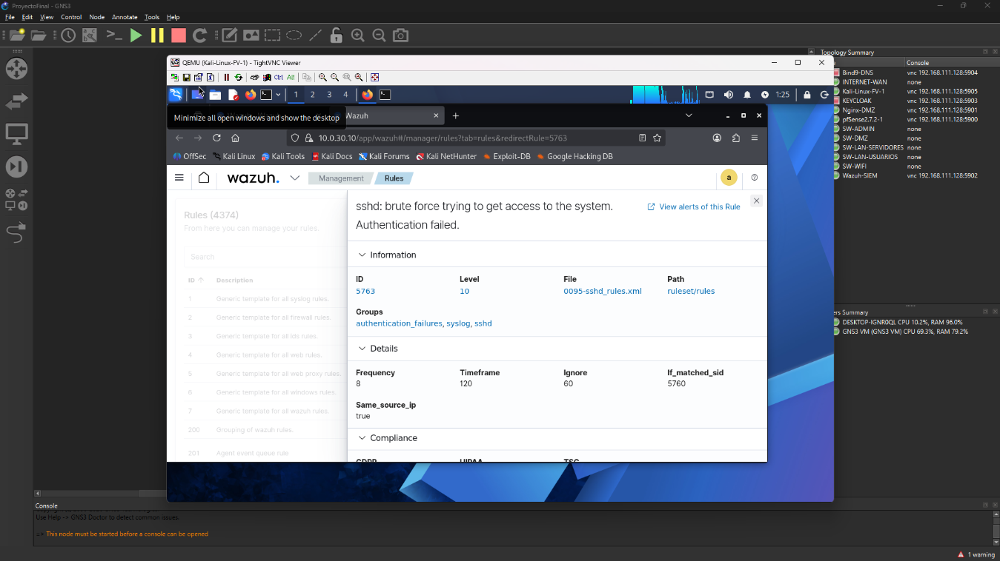 ProyectoFinal - GNS3
File Edit View Control Node Annotate Tools Help
QEMU (Kali-Linux-FV-1) - TightVNC Viewer
Ctrl Alt
1 2 3 4
1:25
Minimize all open windows and show the desktop
Wazuh
10.0.30.10/app/wazuh#/manager/rules?tab=rules&redirectRule=5763
OffSec Kali Linux Kali Tools Kali Docs Kali Forums Kali NetHunter Exploit-DB Google Hacking DB
wazuh. Management Rules a
Rules (4374)
From here you can manage your rules.
Search
ID Description
1 Generic template for all syslog rules.
2 Generic template for all firewall rules.
3 Generic template for all ids rules.
4 Generic template for all web rules.
5 Generic template for all web proxy rules.
6 Generic template for all windows rules.
7 Generic template for all wazuh rules.
200 Grouping of wazuh rules.
201 Agent event queue rule
sshd: brute force trying to get access to the system.
Authentication failed.
View alerts of this Rule
Information
ID Level File Path
5763 10 0095-sshd_rules.xml ruleset/rules
Groups
authentication_failures, syslog, sshd
Details
Frequency Timeframe Ignore If_matched_sid
8 120 60 5760
Same_source_ip
true
Compliance
GDPR HIPAA TSC
Topology Summary
Console
Bind9-DNS vnc 192.168.111.128:5904
INTERNET-WAN none
Kali-Linux-FV-1 vnc 192.168.111.128:5905
KEYCLOAK vnc 192.168.111.128:5903
Nginx-DMZ vnc 192.168.111.128:5901
pfSense2.7.2-1 vnc 192.168.111.128:5900
SW-ADMIN none
SW-DMZ none
SW-LAN-SERVIDORES none
SW-LAN-USUARIOS none
SW-WIFI none
Wazuh-SIEM vnc 192.168.111.128:5902
ers Summary
DESKTOP-IGNR0QL CPU 10.2%, RAM 96.0%
GNS3 VM (GNS3 VM) CPU 69.3%, RAM 79.2%
Console
Use Help -> GNS3 Doctor to detect common issues.
=> This node must be started before a console can be opened
1 warning